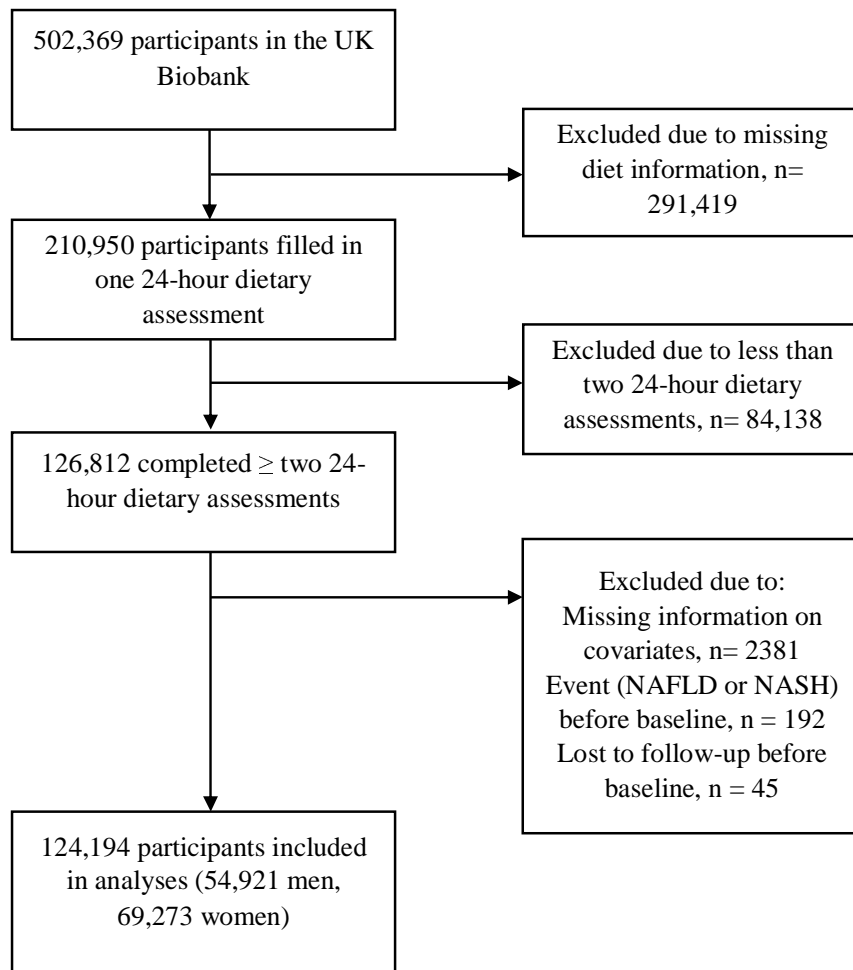 502,369 participants in the UK
Biobank
Excluded due to missing
diet information, n=
291,419
210,950 participants filled in
one 24-hour dietary
assessment
Excluded due to less than
two 24-hour dietary
assessments, n= 84,138
126,812 completed ≥ two 24-
hour dietary assessments
Excluded due to:
Missing information on
covariates, n= 2381
Event (NAFLD or NASH)
before baseline, n = 192
Lost to follow-up before
baseline, n = 45
124,194 participants included
in analyses (54,921 men,
69,273 women)